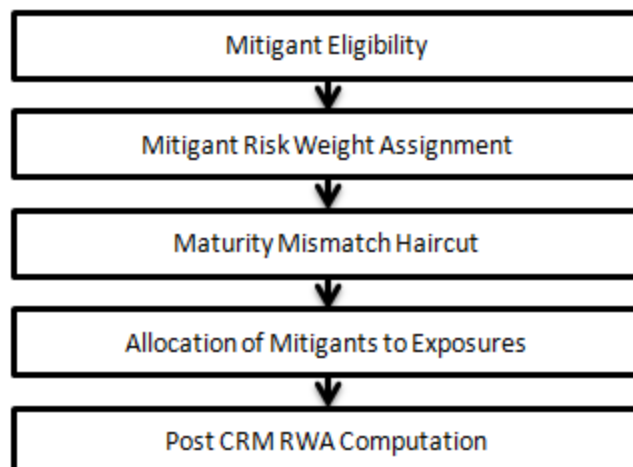 Mitigant Eligibility
Mitigant Risk Weight Assignment
Maturity Mismatch Haircut
Allocation of Mitigants to Exposures
Post CRM RWA Computation